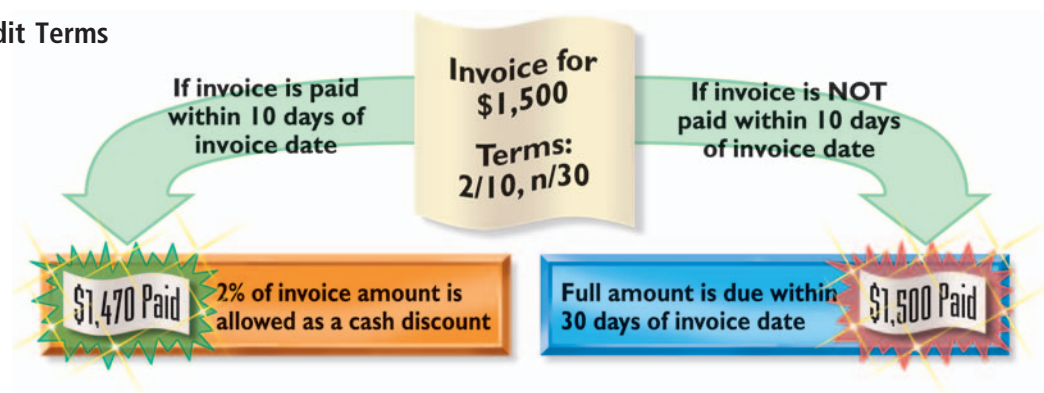 dit Terms
Invoice for
$1,500
Terms:
2/10, n/30
If invoice is paid
within 10 days of
invoice date
If invoice is NOT
paid within 10 days
of invoice date
$1,470 Paid
2% of invoice amount is
allowed as a cash discount
Full amount is due within
30 days of invoice date
$1,500 Paid